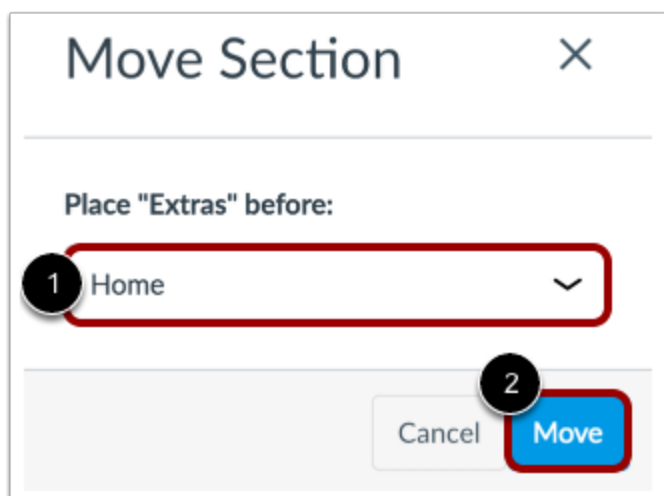 Move Section
Place "Extras" before:
1 Home
2
Cancel Move